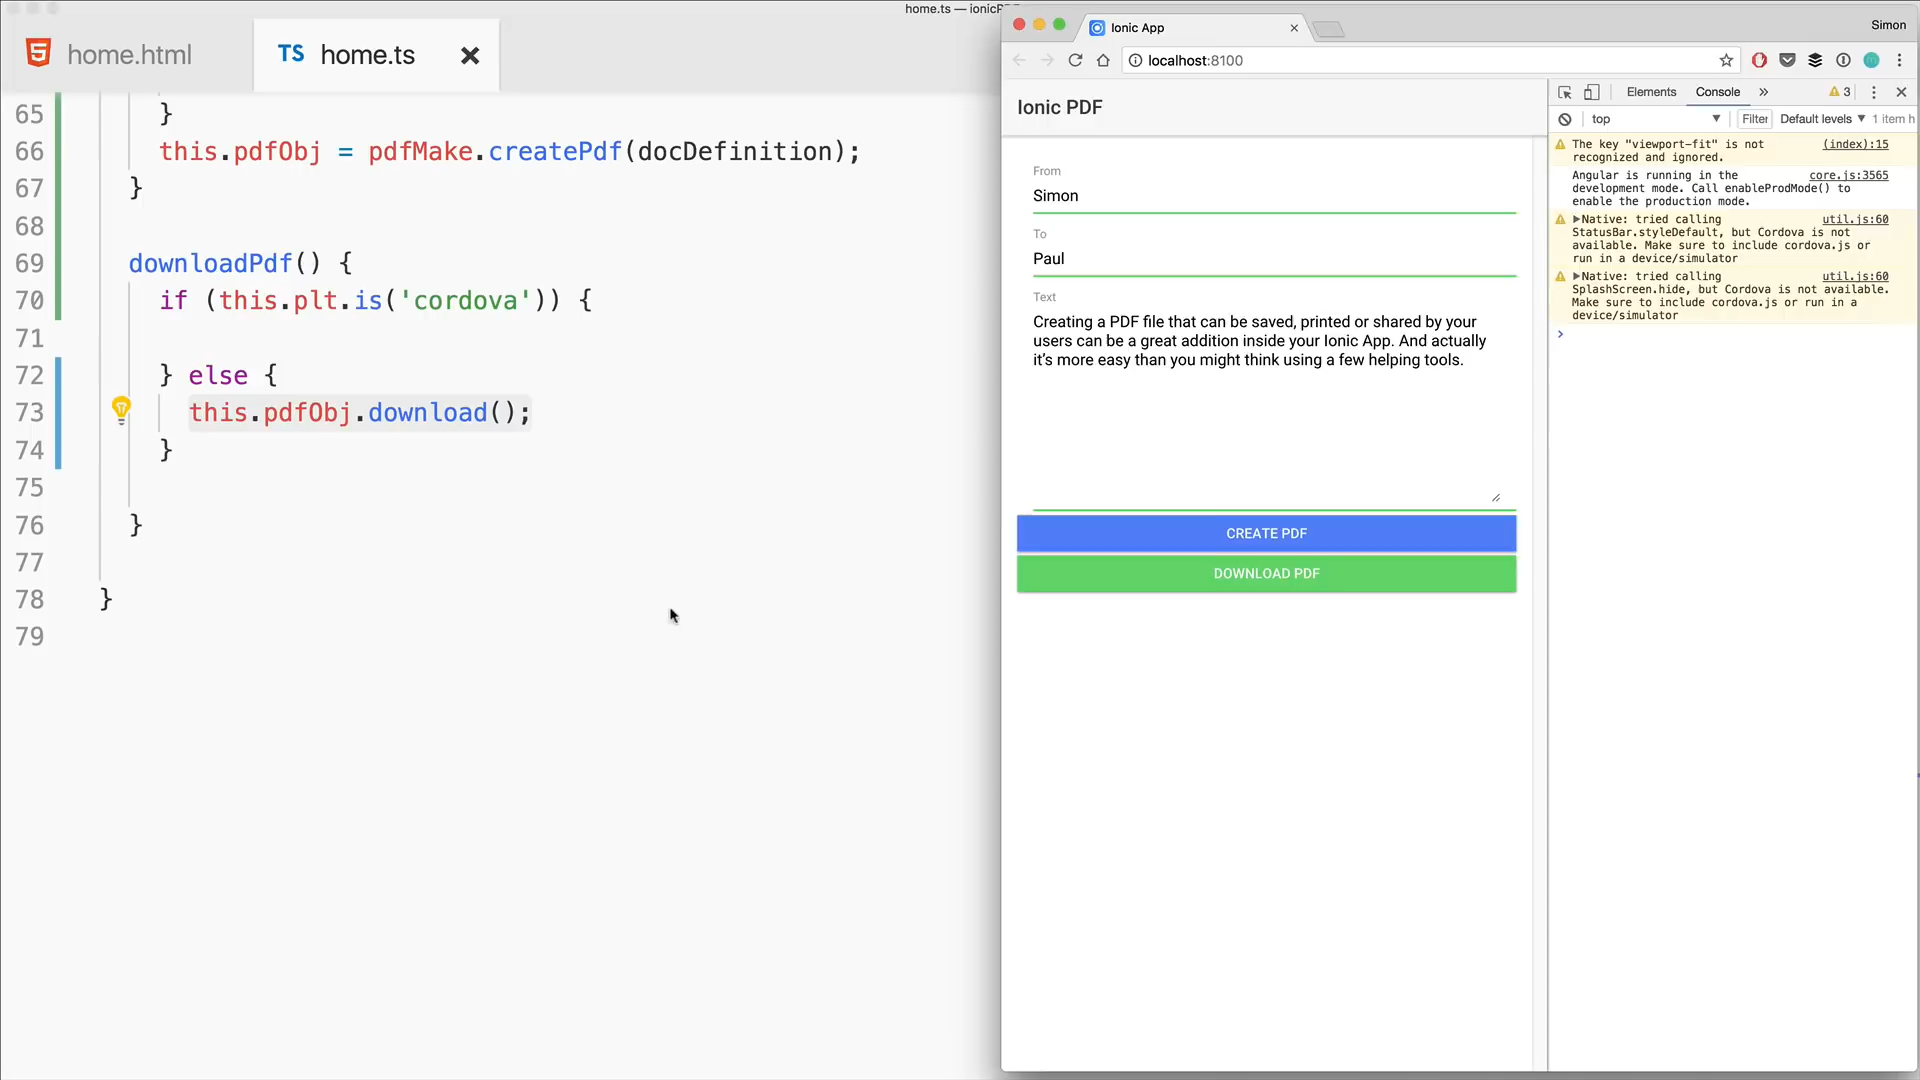 home.ts — ionicP
home.html
TS home.ts
65 }
66 this.pdfObj = pdfMake.createPdf(docDefinition);
67 }
68
69 downloadPdf() {
70 if (this.plt.is('cordova')) {
71
72 } else {
73 this.pdfObj.download();
74 }
75
76 }
77
78 }
79
Ionic App
Simon
localhost:8100
Ionic PDF
From
Simon
To
Paul
Text
Creating a PDF file that can be saved, printed or shared by your
users can be a great addition inside your Ionic App. And actually
it's more easy than you might think using a few helping tools.
CREATE PDF
DOWNLOAD PDF
Elements Console » 3
top Filter Default levels 1 item h
The key "viewport-fit" is not (index):15
recognized and ignored.
Angular is running in the core.js:3565
development mode. Call enableProdMode() to
enable the production mode.
Native: tried calling util.js:60
StatusBar.styleDefault, but Cordova is not
available. Make sure to include cordova.js or
run in a device/simulator
Native: tried calling util.js:60
SplashScreen.hide, but Cordova is not available.
Make sure to include cordova.js or run in a
device/simulator